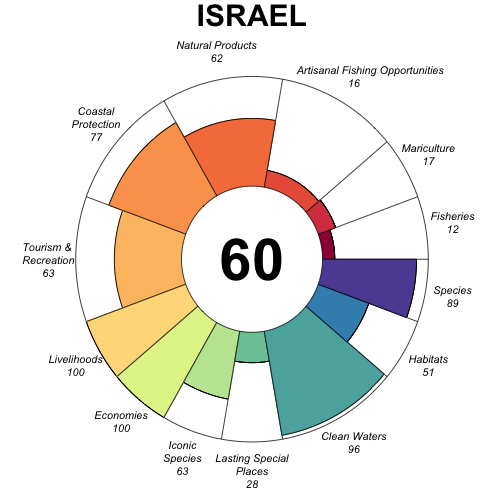 ISRAEL
Natural Products
62
Artisanal Fishing Opportunities
16
Mariculture
17
Fisheries
12
Species
89
Habitats
51
Clean Waters
96
Lasting Special
Places
28
Iconic
Species
63
Economies
100
Livelihoods
100
Tourism &
Recreation
63
Coastal
Protection
77
60